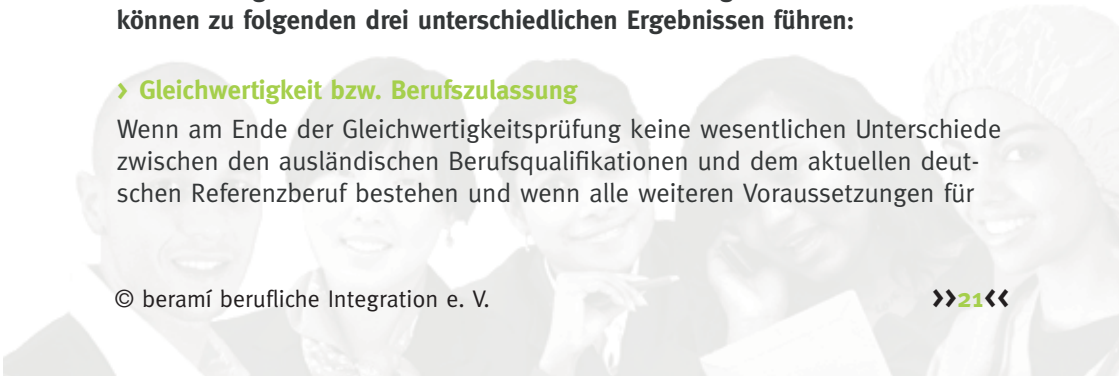 können zu folgenden drei unterschiedlichen Ergebnissen führen:
› Gleichwertigkeit bzw. Berufszulassung
Wenn am Ende der Gleichwertigkeitsprüfung keine wesentlichen Unterschiede
zwischen den ausländischen Berufsqualifikationen und dem aktuellen deut-
schen Referenzberuf bestehen und wenn alle weiteren Voraussetzungen für
© beramí berufliche Integration e. V.
››21‹‹